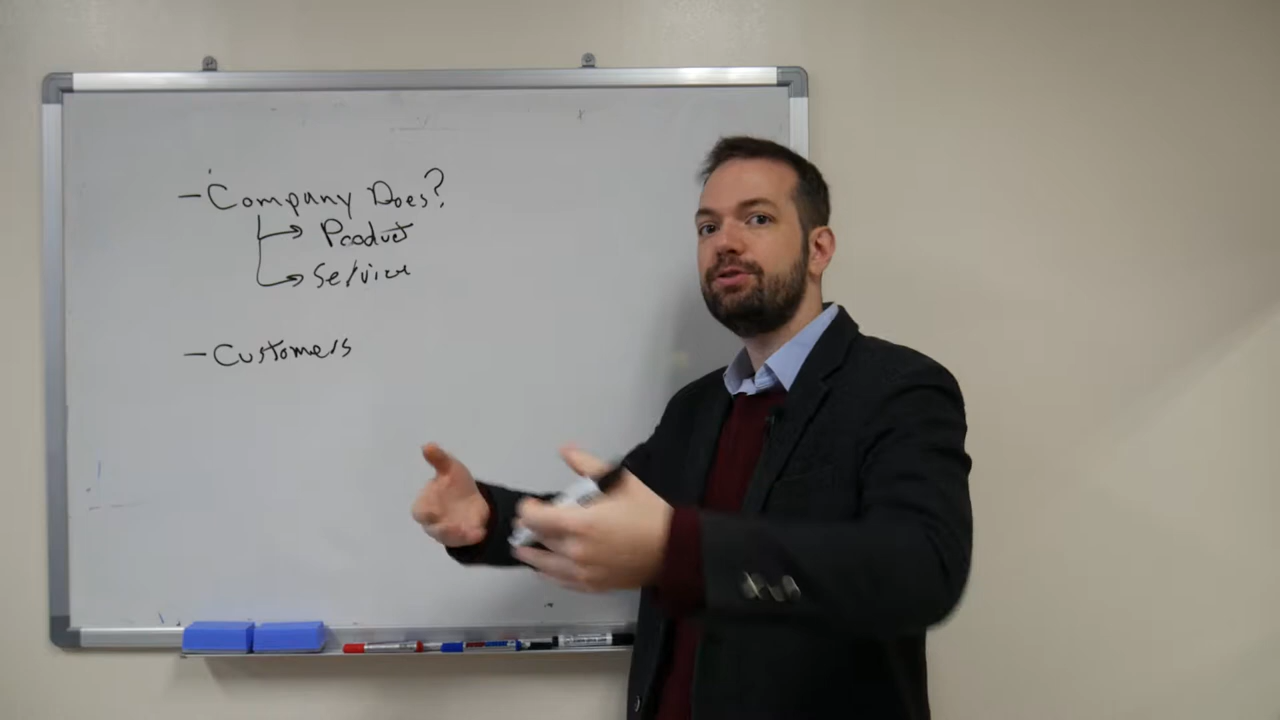 - Company Does?
→ Product
→ Service
- Customers